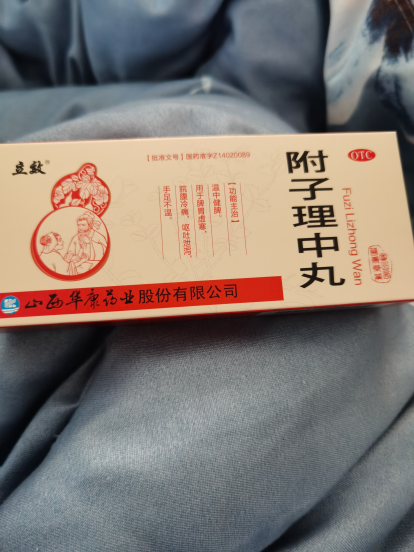 立效
【批准文号】国药准字Z14020689
OTC
附子理中丸
Fuzi Lizhong Wan
【功能主治】
温中健脾。
用于脾胃虚寒,
脘腹冷痛, 呕吐泄泻,
手足不温。
山西华康药业股份有限公司